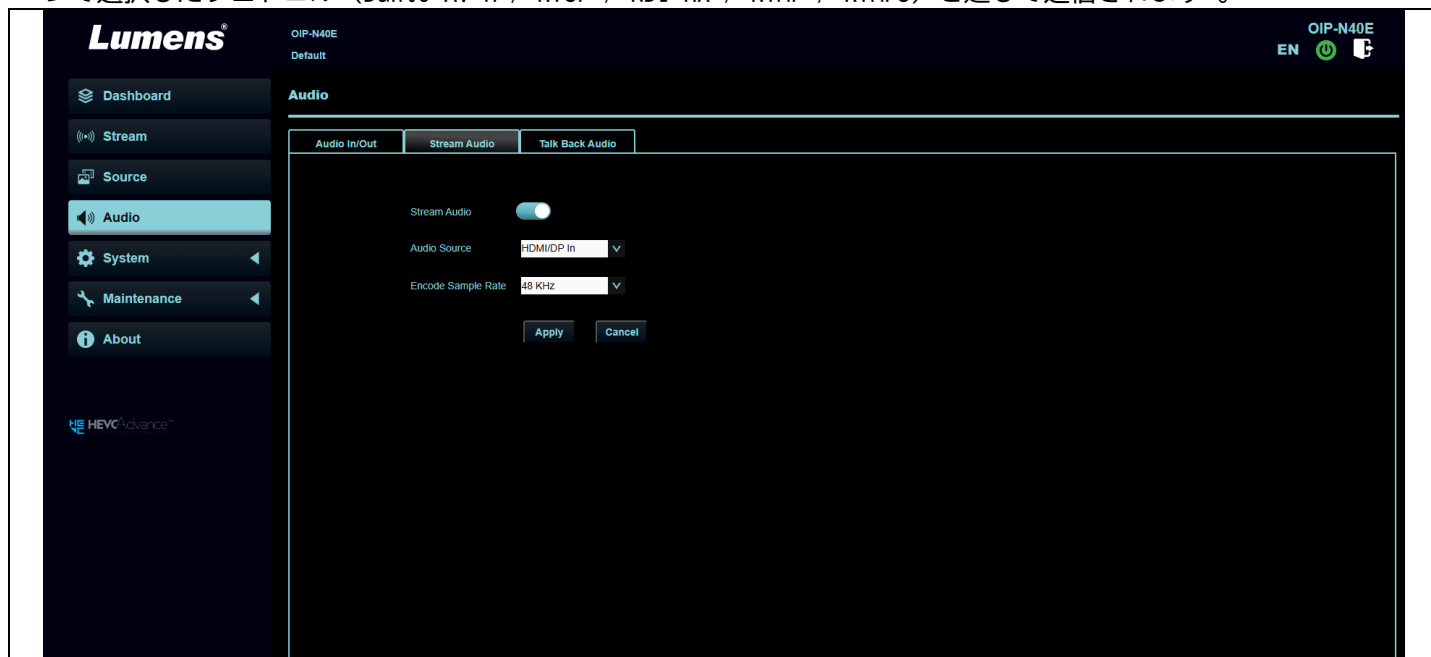 Lumens®
OIP-N40E
Default
OIP-N40E
EN
Dashboard
Stream
Source
Audio
System
Maintenance
About
HEVCAdvance™
Audio
Audio In/Out
Stream Audio
Talk Back Audio
Stream Audio
Audio Source
HDMI/DP In
Encode Sample Rate
48 KHz
Apply
Cancel